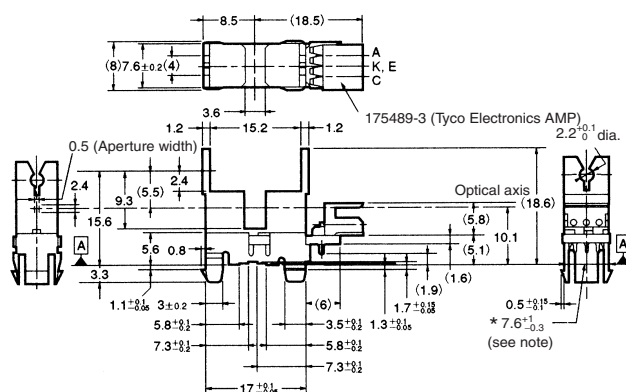 8.5
(18.5)
(8)
7.6±0.2
(4)
A
K, E
C
3.6
175489-3 (Tyco Electronics AMP)
1.2
15.2
1.2
0.5 (Aperture width)
2.2 +0.1 0 dia.
2.4
(5.5)
2.4
9.3
15.6
Optical axis
(18.6)
(5.8)
10.1
5.6
(5.1)
A
0.8
A
3.3
(1.6)
(1.9)
1.1 +0.1 -0.05
3±0.2
(6)
1.7 +0.15 -0.05
0.5 +0.15 -0.1
5.8 +0.1 -0.2
3.5 +0.1 -0.2
1.3 +0.1 -0.05
* 7.6 +1 -0.3
7.3 +0.1 -0.2
5.8 +0.1 -0.2
(see note)
7.3 +0.1 -0.2
17 +0.1 -0.05